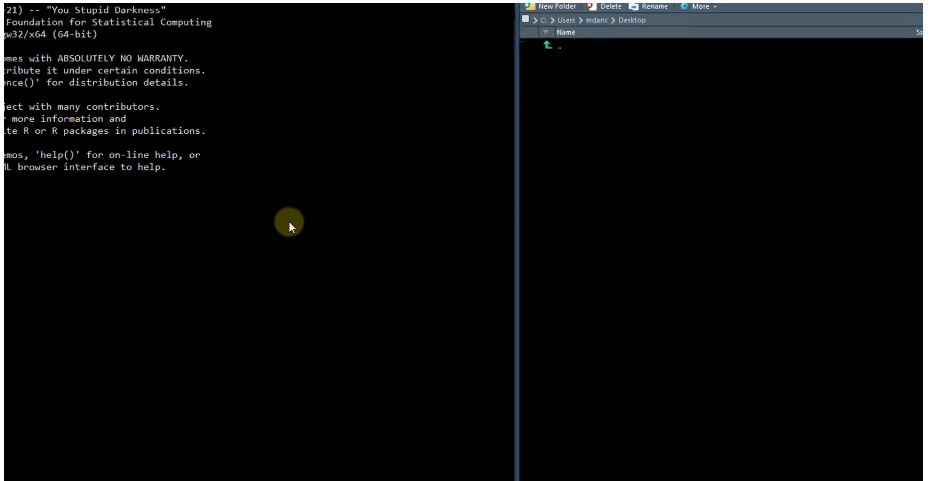 21) -- "You Stupid Darkness"
Foundation for Statistical Computing
w32/x64 (64-bit)
omes with ABSOLUTELY NO WARRANTY.
tribute it under certain conditions.
ence()' for distribution details.
ject with many contributors.
more information and
te R or R packages in publications.
emos, 'help()' for on-line help, or
ML browser interface to help.
New Folder Delete Rename More
C: > Users > mdanc > Desktop
Name
..